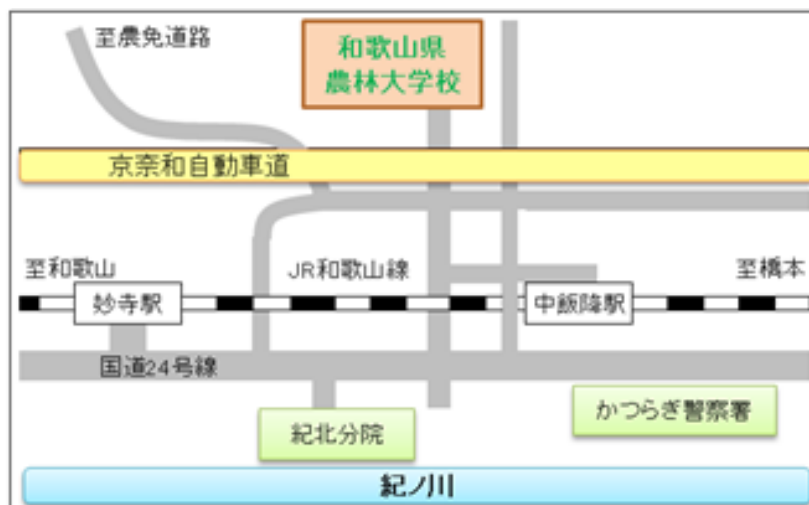 至農免道路
和歌山県
農林大学校
京奈和自動車道
至和歌山
JR和歌山線
至橋本
妙寺駅
中飯降駅
国道24号線
紀北分院
かつらぎ警察署
紀ノ川